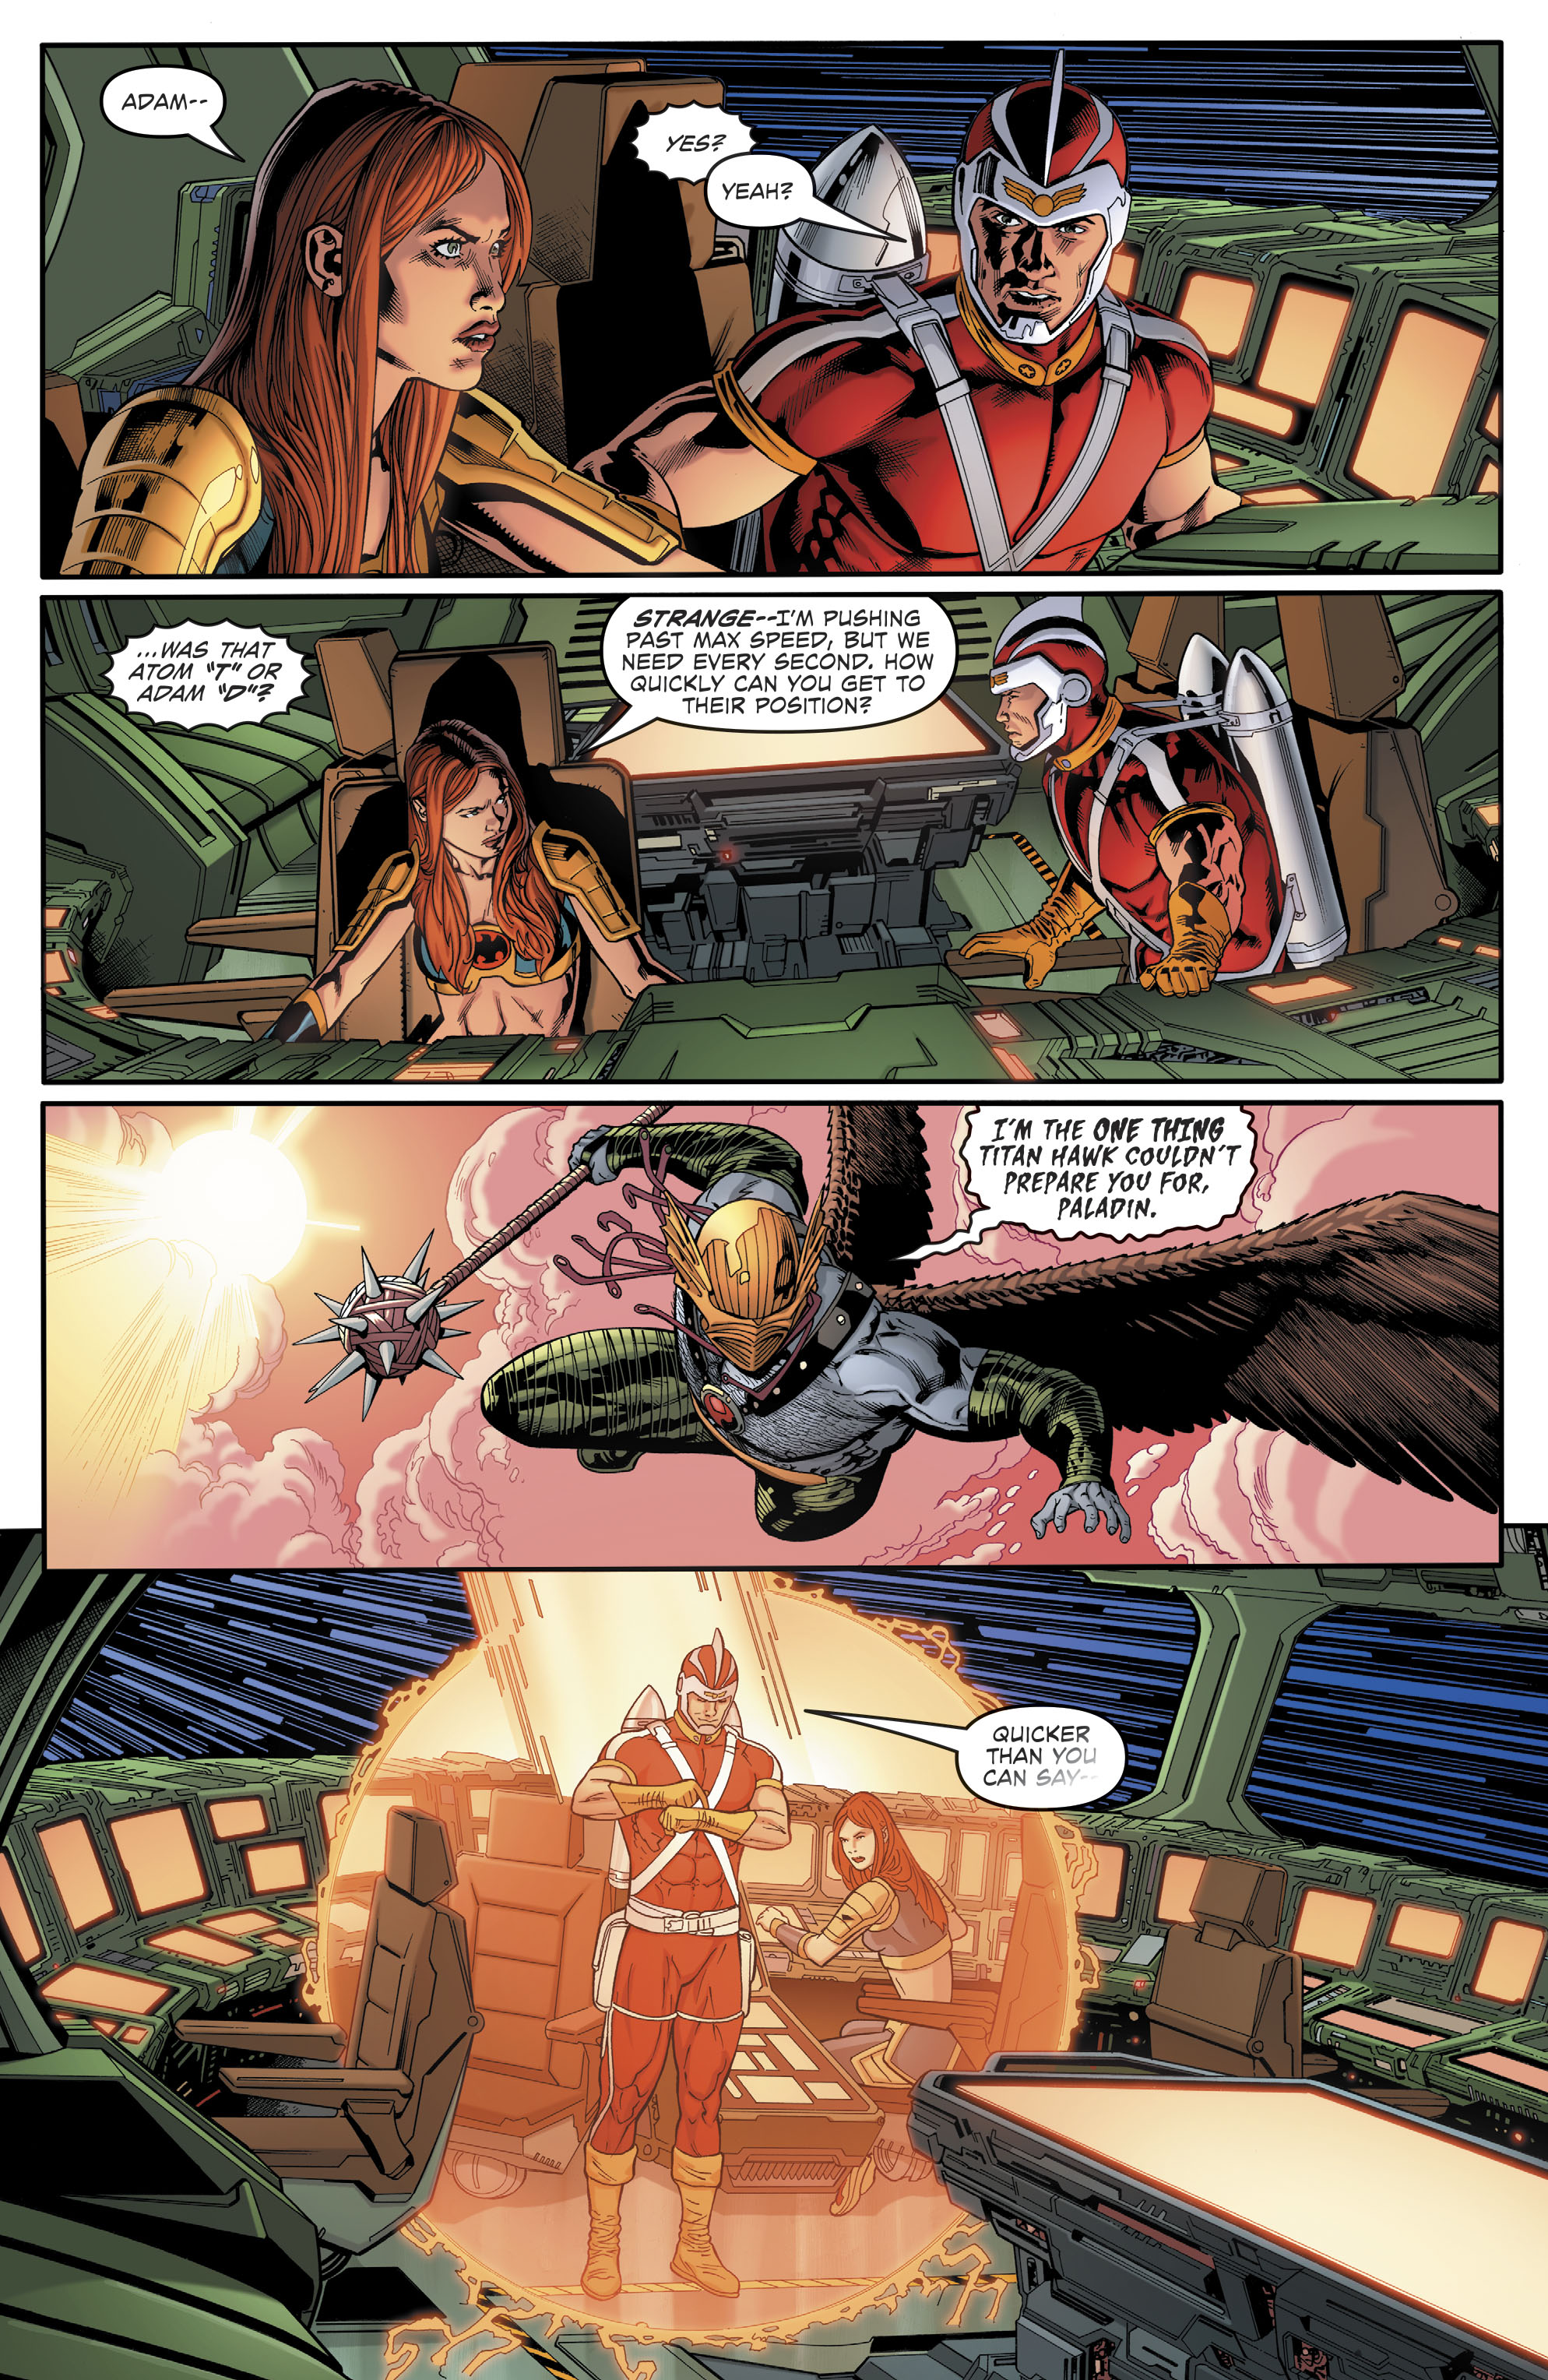 ADAM--
YES?
YEAH?
...WAS THAT
ATOM "T" OR
ADAM "D"?
STRANGE--I'M PUSHING
PAST MAX SPEED, BUT WE
NEED EVERY SECOND. HOW
QUICKLY CAN YOU GET TO
THEIR POSITION?
I'M THE ONE THING
TITAN HAWK COULDN'T
PREPARE YOU FOR,
PALADIN.
QUICKER
THAN YOU
CAN SAY--